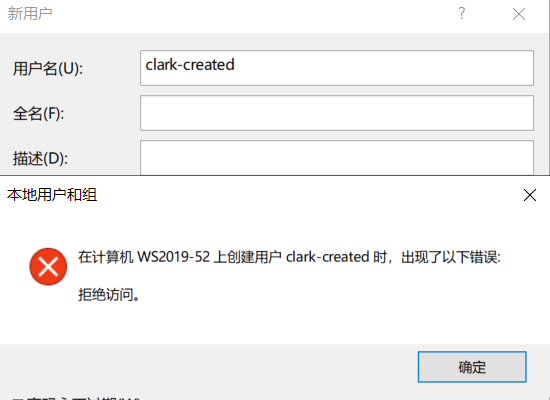 新用户
?
用户名(U):
clark-created
全名(F):
描述(D):
本地用户和组
在计算机 WS2019-52 上创建用户 clark-created 时，出现了以下错误:
拒绝访问。
确定